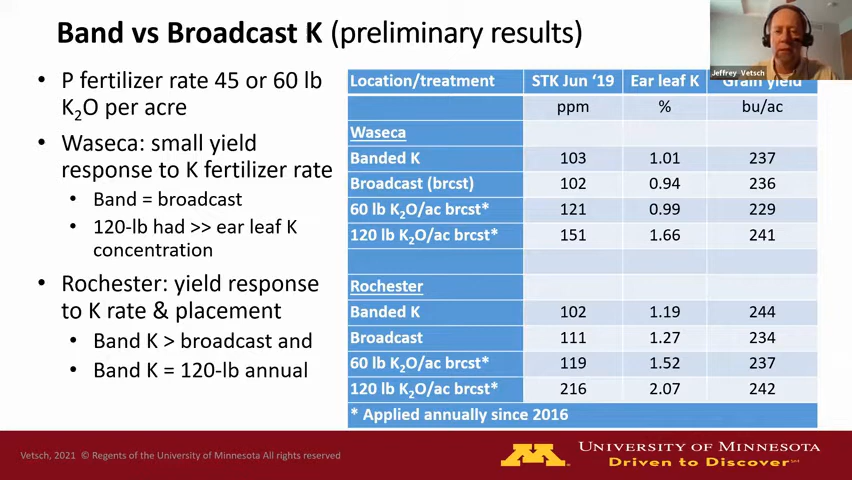 Band vs Broadcast K (preliminary results)
• P fertilizer rate 45 or 60 lb
K2O per acre
• Waseca: small yield
response to K fertilizer rate
• Band = broadcast
• 120-lb had >> ear leaf K
concentration
• Rochester: yield response
to K rate & placement
• Band K > broadcast and
• Band K = 120-lb annual
Jeffrey Vetsch
Location/treatment STK Jun ‘19 Ear leaf K Grain yield
ppm % bu/ac
Waseca
Banded K 103 1.01 237
Broadcast (brcst) 102 0.94 236
60 lb K2O/ac brcst* 121 0.99 229
120 lb K2O/ac brcst* 151 1.66 241
Rochester
Banded K 102 1.19 244
Broadcast 111 1.27 234
60 lb K2O/ac brcst* 119 1.52 237
120 lb K2O/ac brcst* 216 2.07 242
* Applied annually since 2016
Vetsch, 2021 © Regents of the University of Minnesota All rights reserved
M
UNIVERSITY OF MINNESOTA
Driven to Discover℠